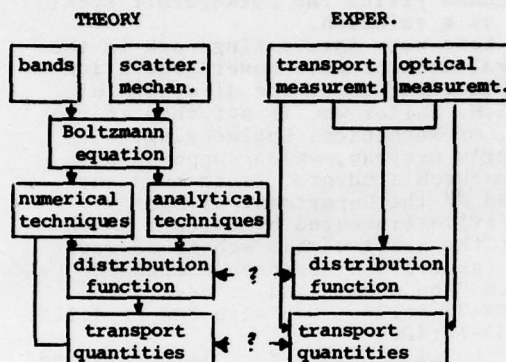 THEORY EXPER.
bands scatter. transport optical
mechan. measuremt. measuremt.
Boltzmann
equation
numerical analytical
techniques techniques
distribution ? distribution
function function
transport ? transport
quantities quantities